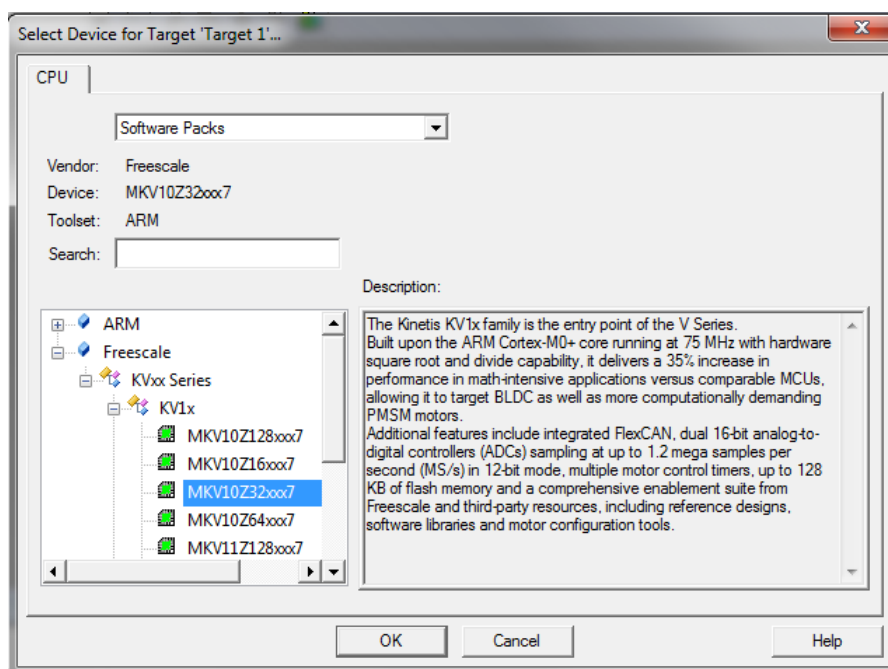 Select Device for Target 'Target 1'...
CPU
Software Packs
Vendor: Freescale
Device: MKV10Z32xxx7
Toolset: ARM
Search:
Description:
ARM
Freescale
KVxx Series
KV1x
MKV10Z128xxx7
MKV10Z16xxx7
MKV10Z32xxx7
MKV10Z64xxx7
MKV11Z128xxx7
The Kinetis KV1x family is the entry point of the V Series.
Built upon the ARM Cortex-M0+ core running at 75 MHz with hardware
square root and divide capability, it delivers a 35% increase in
performance in math-intensive applications versus comparable MCUs,
allowing it to target BLDC as well as more computationally demanding
PMSM motors.
Additional features include integrated FlexCAN, dual 16-bit analog-to-
digital controllers (ADCs) sampling at up to 1.2 mega samples per
second (MS/s) in 12-bit mode, multiple motor control timers, up to 128
KB of flash memory and a comprehensive enablement suite from
Freescale and third-party resources, including reference designs,
software libraries and motor configuration tools.
OK
Cancel
Help